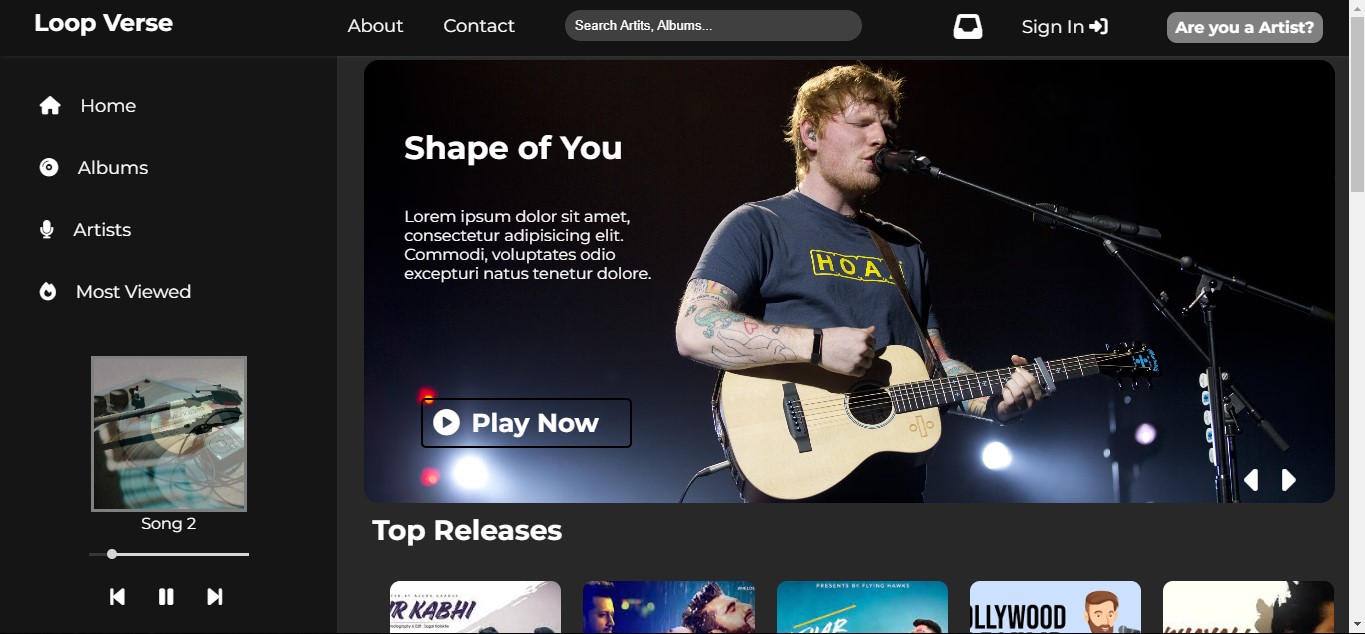 Loop Verse
About
Contact
Search Artits, Albums...
Sign In
Are you a Artist?
Home
Albums
Artists
Most Viewed
Song 2
Shape of You
Lorem ipsum dolor sit amet,
consectetur adipisicing elit.
Commodi, voluptates odio
excepturi natus tenetur dolore.
HOAX
Play Now
Top Releases
KABHI
PRESENTS BY FLYING HAWKS